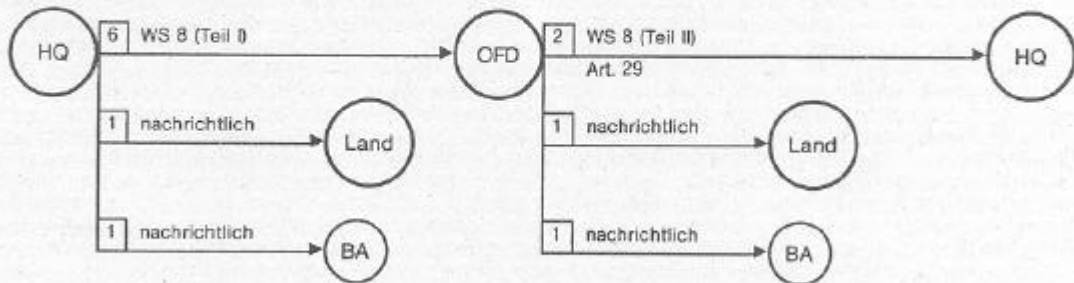 HQ 6 WS 8 (Teil I) OFD 2 WS 8 (Teil II) HQ
Art. 29
1 nachrichtlich Land 1 nachrichtlich Land
1 nachrichtlich BA 1 nachrichtlich BA